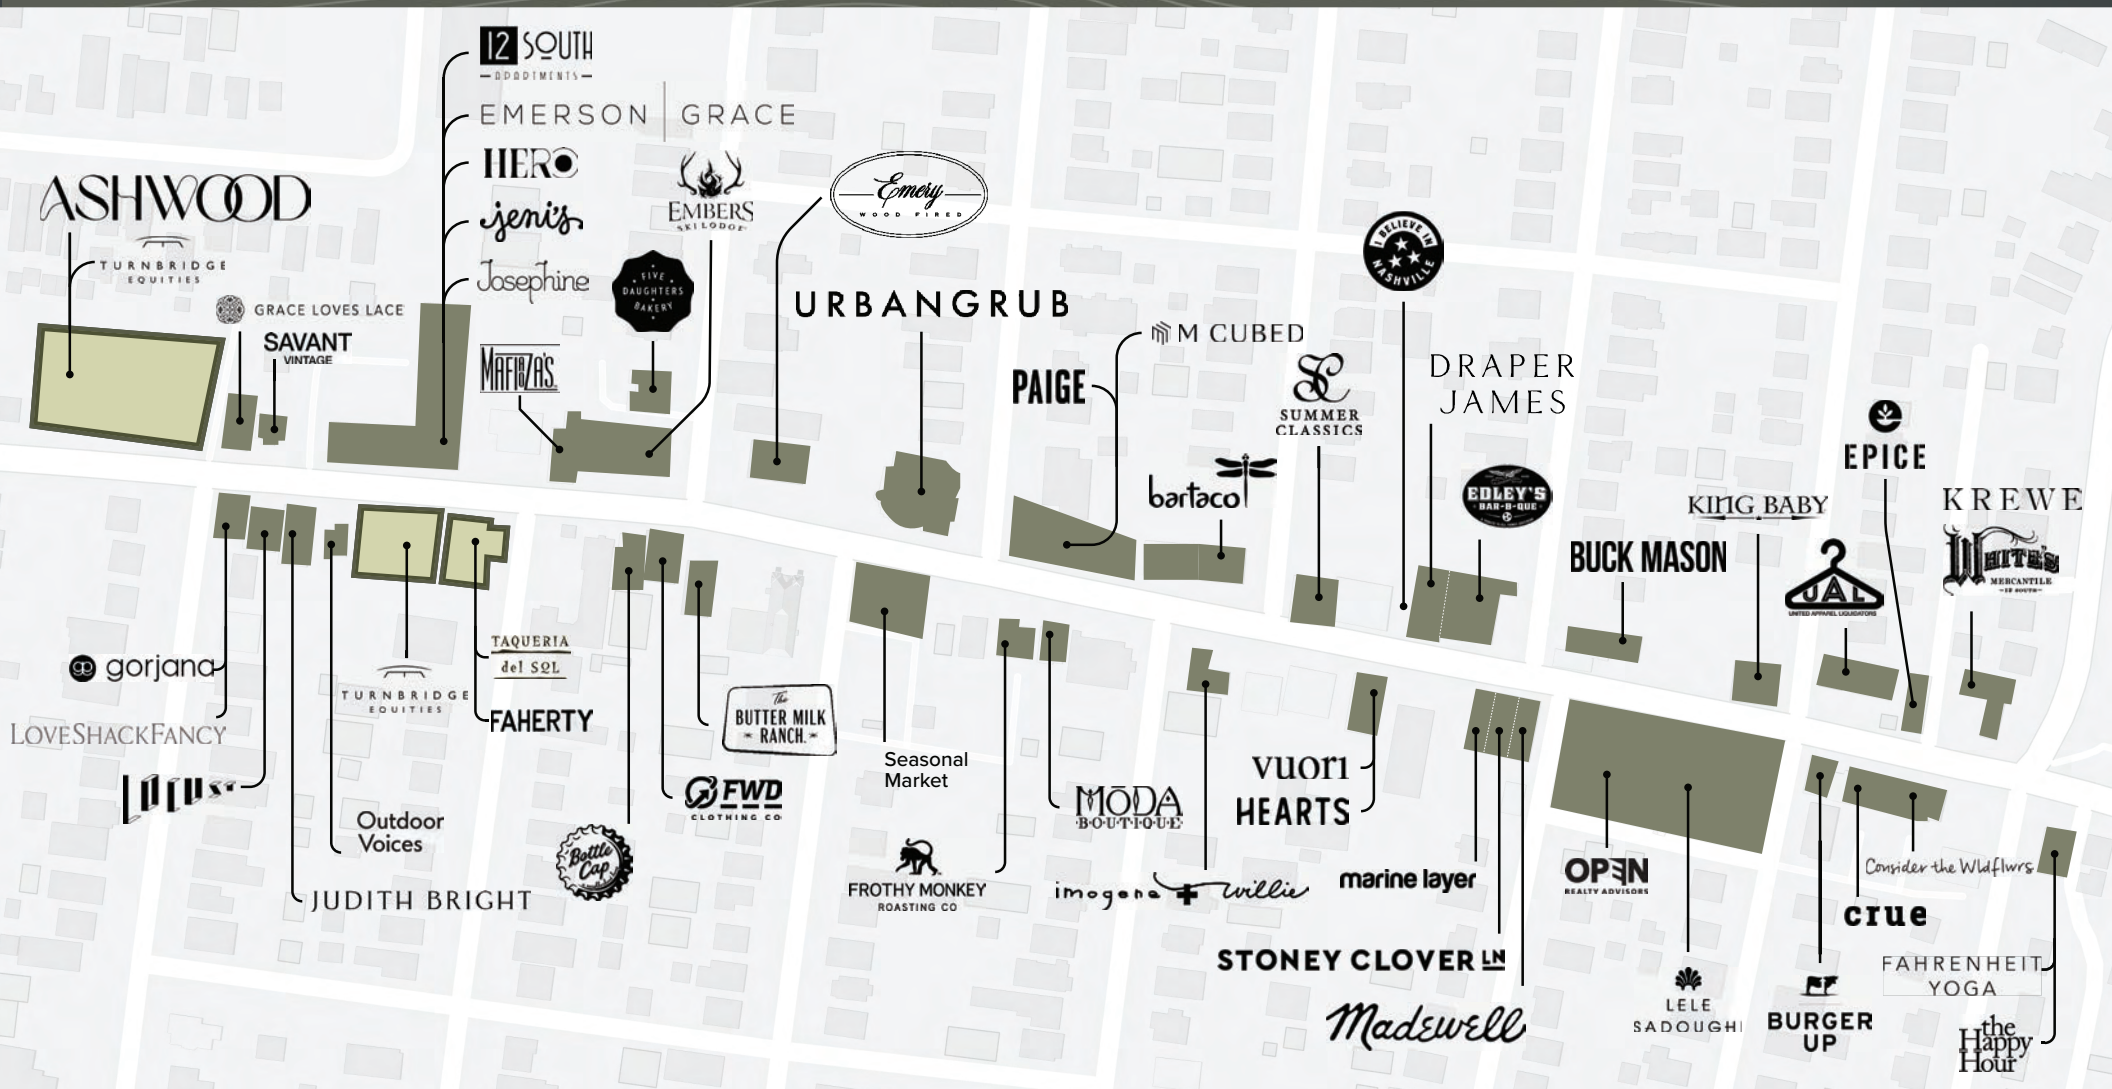 12 SOUTH
APARTMENTS
EMERSON GRACE
HERO
jeni's
Josephine
ASHWOOD
TURNBRIDGE
EQUITIES
GRACE LOVES LACE
SAVANT
VINTAGE
MAFIAOZA'S
FIVE
DAUGHTERS
BAKERY
EMBERS
SKI LODGE
Emery
WOOD FIRED
URBANGRUB
M CUBED
PAIGE
bartaco
SC
SUMMER
CLASSICS
I BELIEVE IN
NASHVILLE
DRAPER
JAMES
EDLEY'S
BAR-B-QUE
BUCK MASON
KING BABY
UAL
UNITED APPAREL LIQUIDATORS
EPICE
KREWE
WHITE'S
MERCANTILE
12 SOUTH
gorjana
LOVESHACKFANCY
LOCUST
Outdoor
Voices
JUDITH BRIGHT
TURNBRIDGE
EQUITIES
TAQUERIA
del SOL
FAHERTY
Bottle
Cap
The
BUTTER MILK
RANCH.
FWD
CLOTHING CO
Seasonal
Market
FROTHY MONKEY
ROASTING CO
MODA
BOUTIQUE
imogene + willie
vuori
HEARTS
marine layer
STONEY CLOVER LN
Madewell
OPEN
REALTY ADVISORS
LELE
SADOUGHI
BURGER
UP
Consider the Wldflwrs
crue
FAHRENHEIT
YOGA
the
Happy
Hour